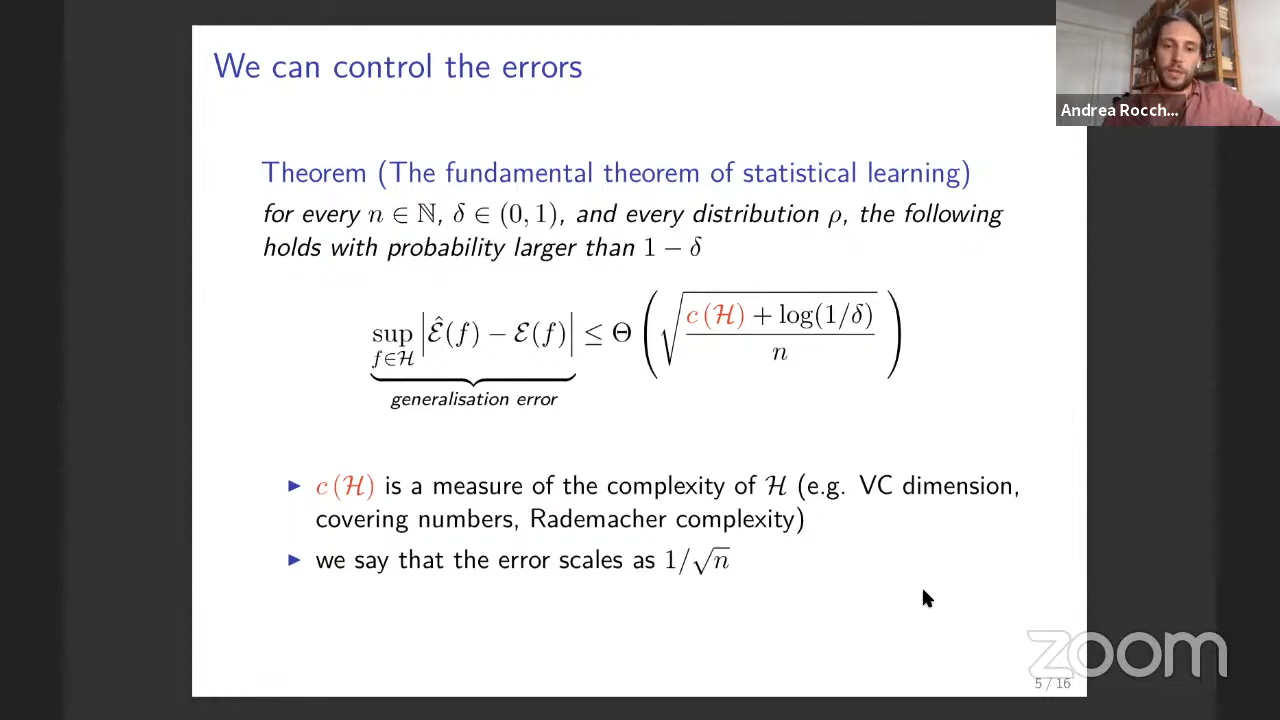 We can control the errors
Andrea Rocch...
Theorem (The fundamental theorem of statistical learning)
for every n ∈ ℕ, δ ∈ (0, 1), and every distribution ρ, the following
holds with probability larger than 1 − δ
sup_{f∈ℋ} |ℰ̂(f) − ℰ(f)| ≤ Θ (√((c(ℋ) + log(1/δ))/n))
generalisation error
▶ c(ℋ) is a measure of the complexity of ℋ (e.g. VC dimension,
covering numbers, Rademacher complexity)
▶ we say that the error scales as 1/√n
zoom
5 / 16